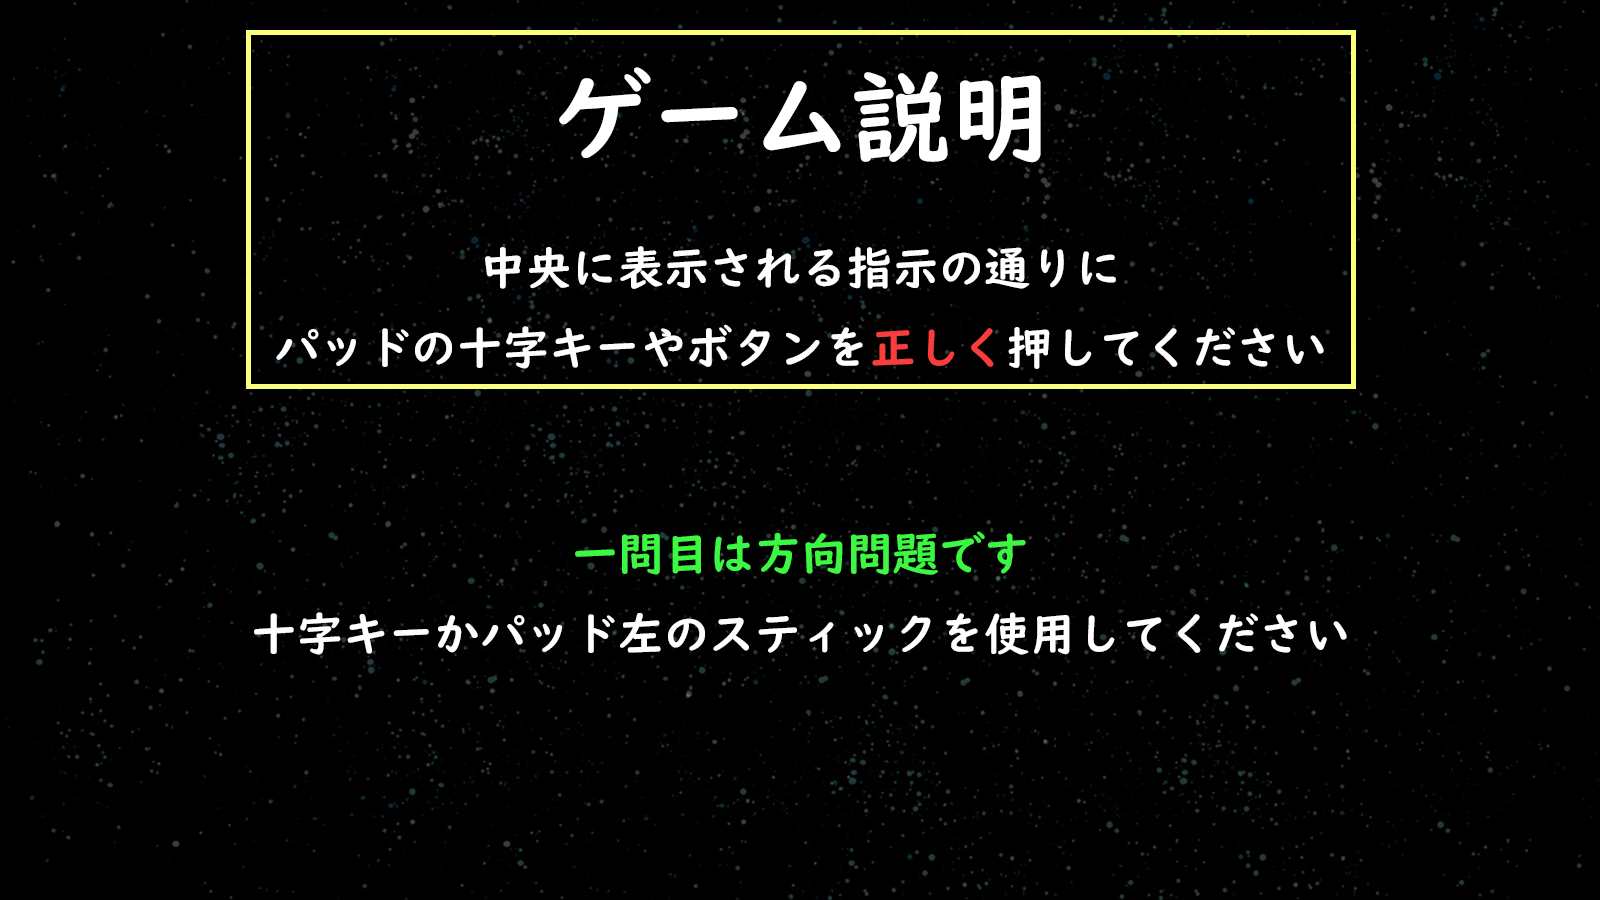 ゲーム説明
中央に表示される指示の通りに
パッドの十字キーやボタンを正しく押してください
一問目は方向問題です
十字キーかパッド左のスティックを使用してください